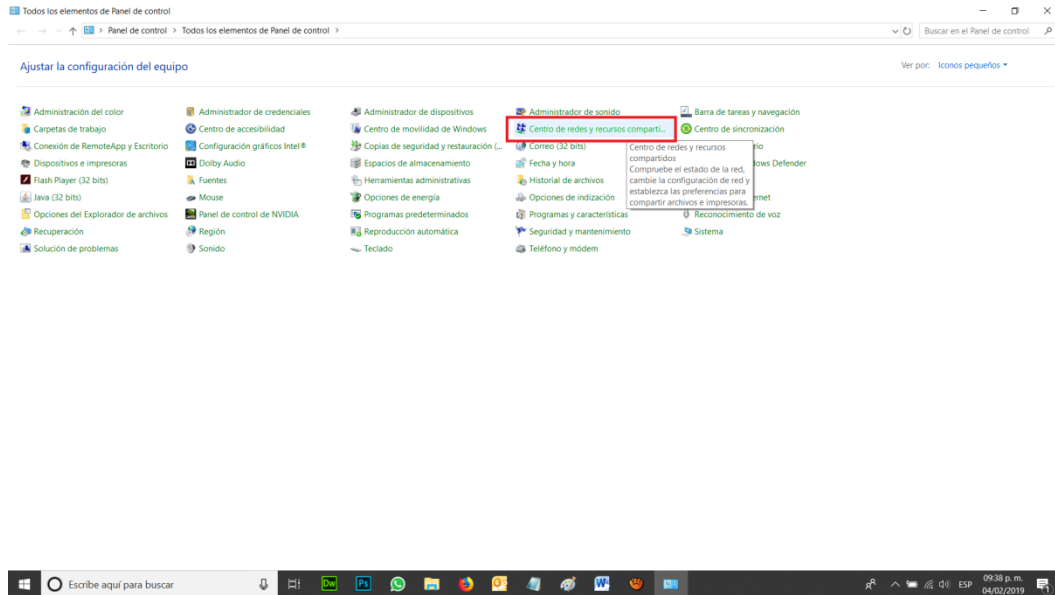 Todos los elementos de Panel de control
Panel de control > Todos los elementos de Panel de control >
Buscar en el Panel de control
Ajustar la configuración del equipo
Ver por: Iconos pequeños
Administración del color
Administrador de credenciales
Administrador de dispositivos
Administrador de sonido
Barra de tareas y navegación
Carpetas de trabajo
Centro de accesibilidad
Centro de movilidad de Windows
Centro de redes y recursos comparti...
Centro de sincronización
Conexión de RemoteApp y Escritorio
Configuración gráficos Intel®
Copias de seguridad y restauración (...
Correo (32 bits)
Centro de redes y recursos
compartidos
Compruebe el estado de la red,
cambie la configuración de red y
establezca las preferencias para
compartir archivos e impresoras.
rio
Dispositivos e impresoras
Dolby Audio
Espacios de almacenamiento
Fecha y hora
ows Defender
Flash Player (32 bits)
Fuentes
Herramientas administrativas
Historial de archivos
Java (32 bits)
Mouse
Opciones de energía
Opciones de indización
ernet
Opciones del Explorador de archivos
Panel de control de NVIDIA
Programas predeterminados
Programas y características
Reconocimiento de voz
Recuperación
Región
Reproducción automática
Seguridad y mantenimiento
Sistema
Solución de problemas
Sonido
Teclado
Teléfono y módem
Escribe aquí para buscar
Dw
Ps
ESP
09:38 p. m.
04/02/2019